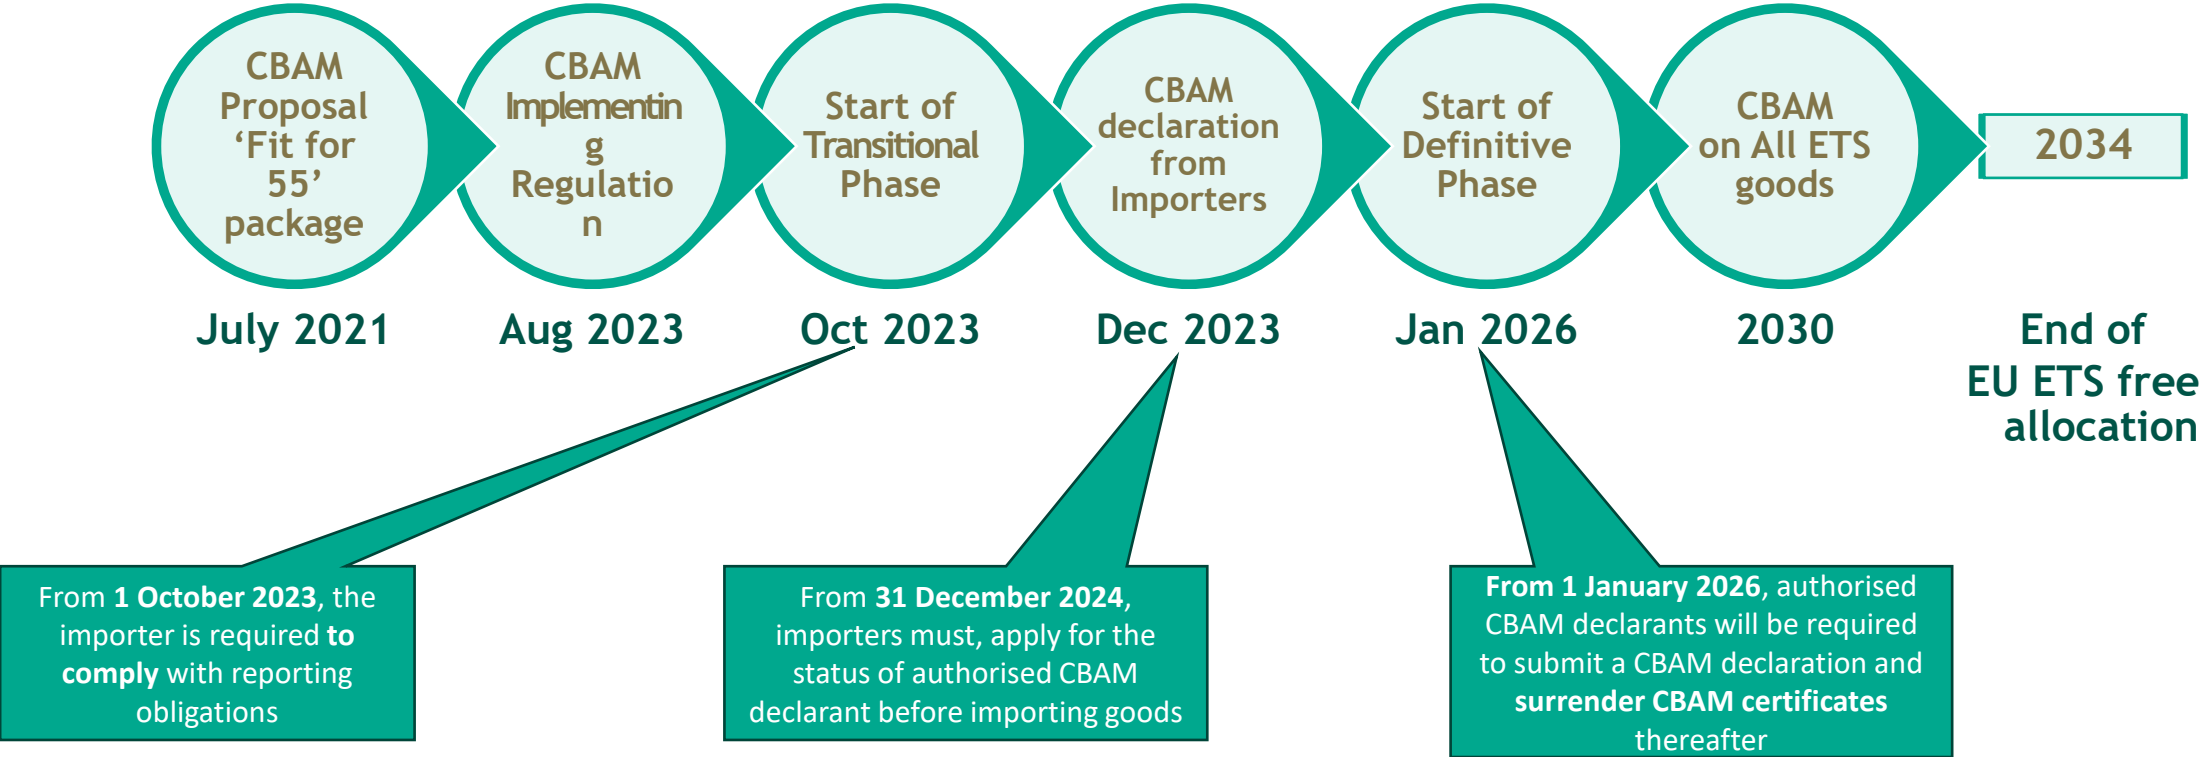 CBAM
Proposal
‘Fit for
55’
package
CBAM
Implementin
g
Regulatio
n
Start of
Transitional
Phase
CBAM
declaration
from
Importers
Start of
Definitive
Phase
CBAM
on All ETS
goods
2034
July 2021
Aug 2023
Oct 2023
Dec 2023
Jan 2026
2030
End of
EU ETS free
allocation
From 1 October 2023, the
importer is required to
comply with reporting
obligations
From 31 December 2024,
importers must, apply for the
status of authorised CBAM
declarant before importing goods
From 1 January 2026, authorised
CBAM declarants will be required
to submit a CBAM declaration and
surrender CBAM certificates
thereafter